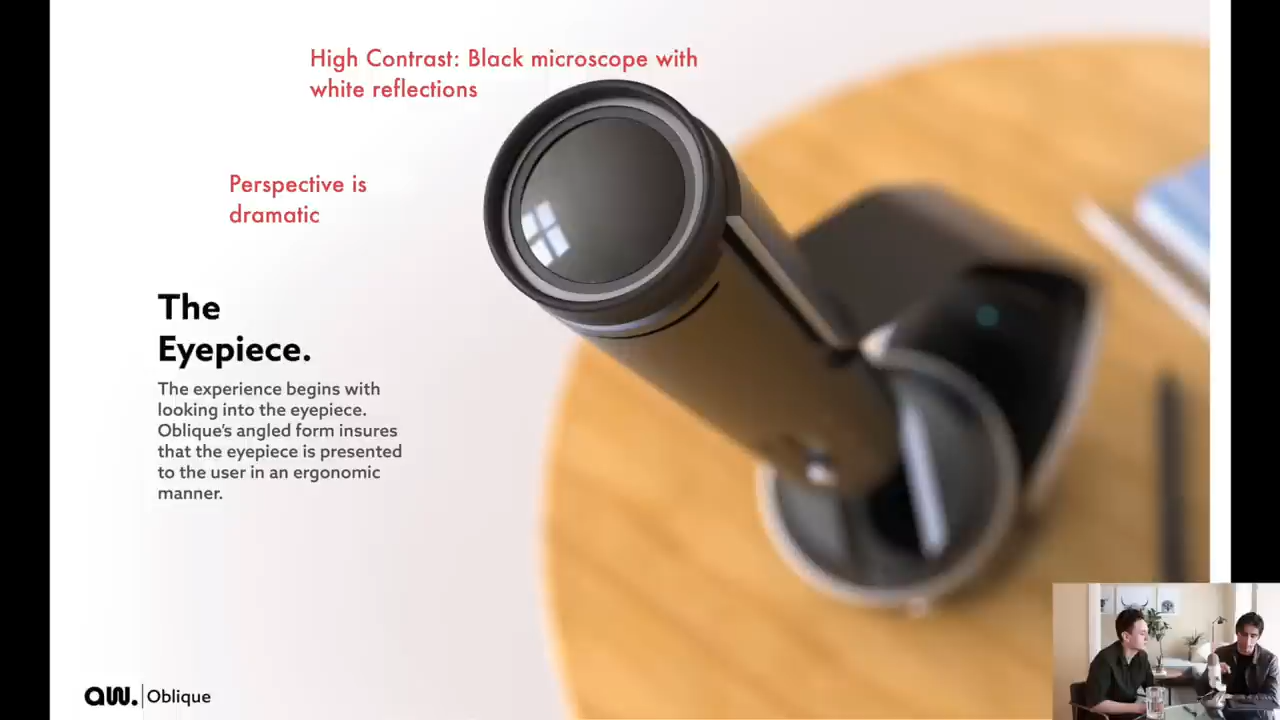 High Contrast: Black microscope with
white reflections
Perspective is
dramatic
The
Eyepiece.
The experience begins with
looking into the eyepiece.
Oblique's angled form insures
that the eyepiece is presented
to the user in an ergonomic
manner.
aw. Oblique